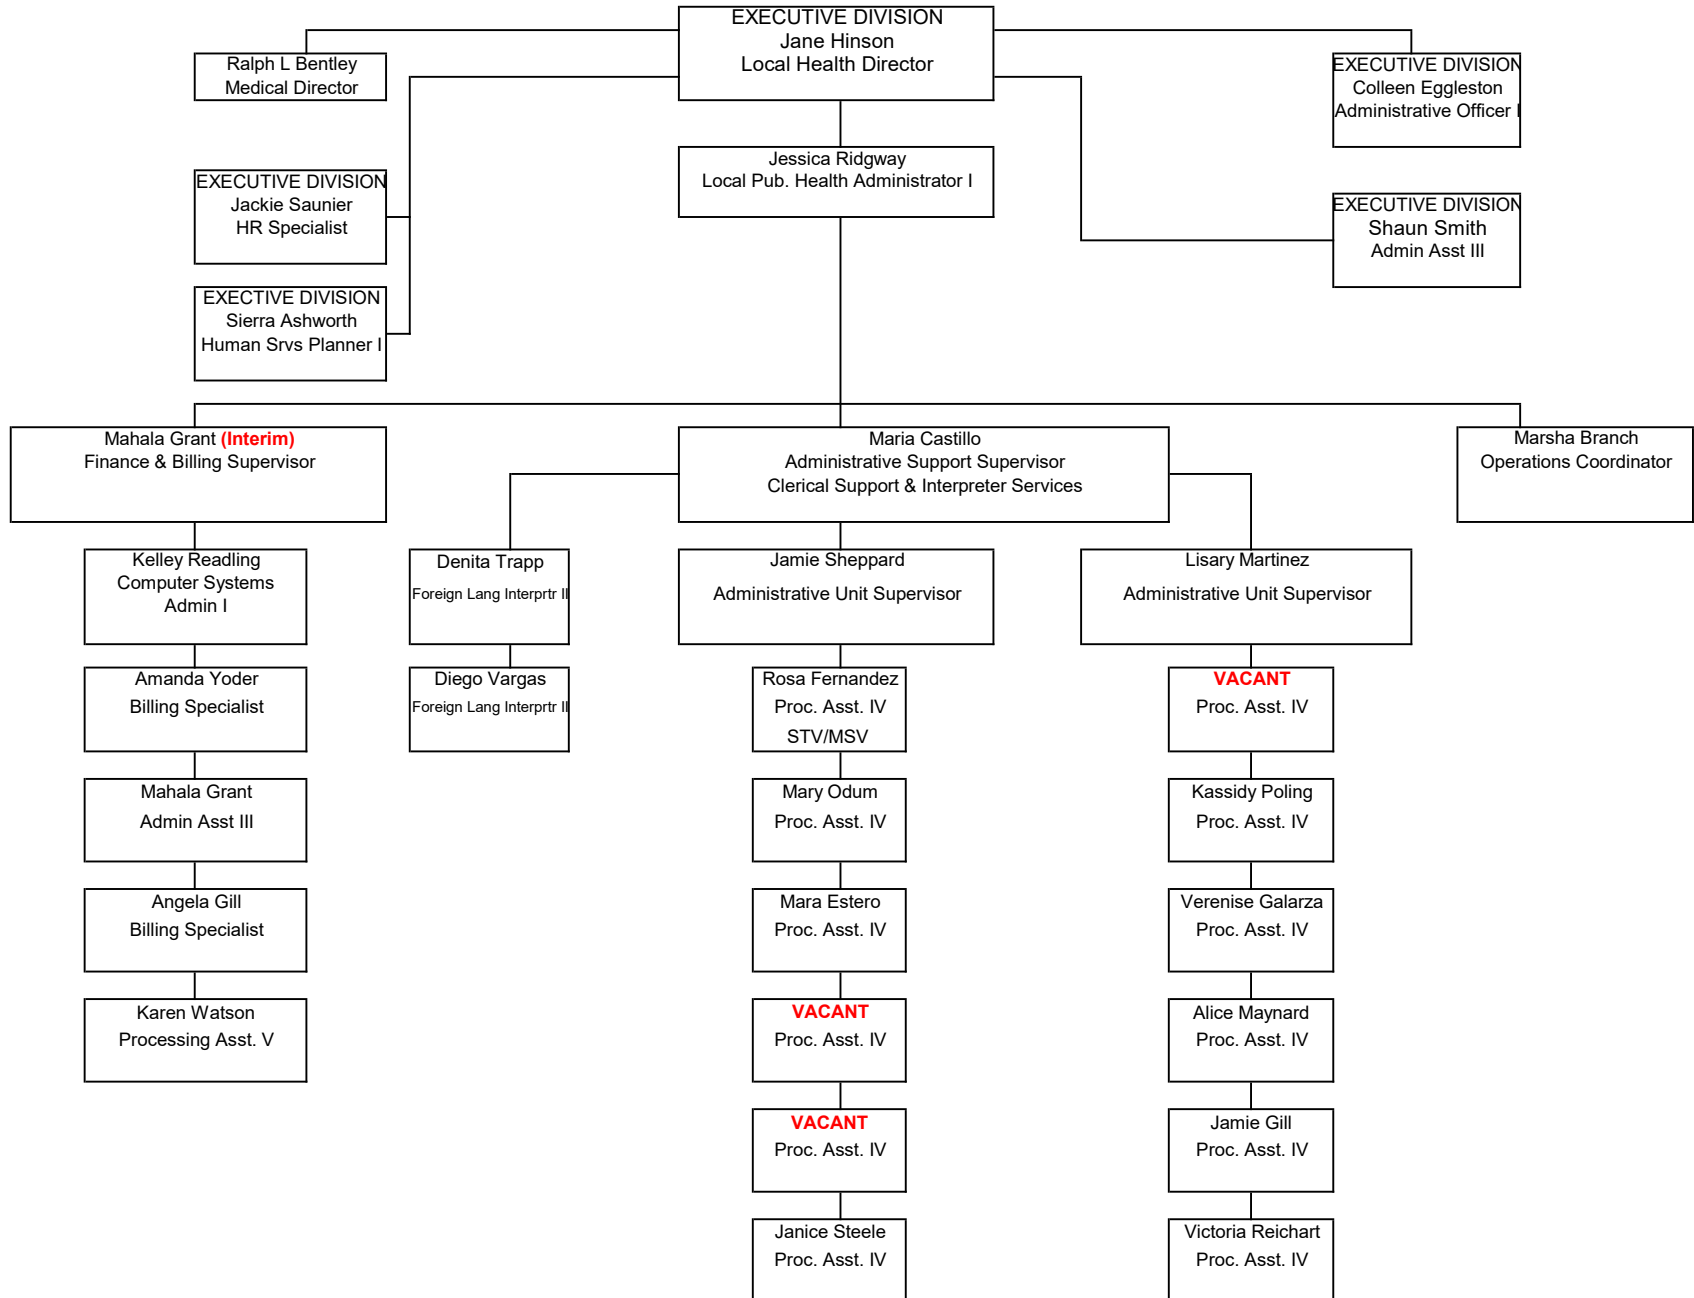 EXECUTIVE DIVISION
Jane Hinson
Local Health Director
Ralph L Bentley
Medical Director
EXECUTIVE DIVISION
Colleen Eggleston
Administrative Officer I
Jessica Ridgway
Local Pub. Health Administrator I
EXECUTIVE DIVISION
Jackie Saunier
HR Specialist
EXECUTIVE DIVISION
Shaun Smith
Admin Asst III
EXECTIVE DIVISION
Sierra Ashworth
Human Srvs Planner I
Mahala Grant (Interim)
Finance & Billing Supervisor
Maria Castillo
Administrative Support Supervisor
Clerical Support & Interpreter Services
Marsha Branch
Operations Coordinator
Kelley Readling
Computer Systems
Admin I
Denita Trapp
Foreign Lang Interprtr II
Jamie Sheppard
Administrative Unit Supervisor
Lisary Martinez
Administrative Unit Supervisor
Amanda Yoder
Billing Specialist
Diego Vargas
Foreign Lang Interprtr II
Rosa Fernandez
Proc. Asst. IV
STV/MSV
VACANT
Proc. Asst. IV
Mahala Grant
Admin Asst III
Mary Odum
Proc. Asst. IV
Kassidy Poling
Proc. Asst. IV
Angela Gill
Billing Specialist
Mara Estero
Proc. Asst. IV
Verenise Galarza
Proc. Asst. IV
Karen Watson
Processing Asst. V
VACANT
Proc. Asst. IV
Alice Maynard
Proc. Asst. IV
VACANT
Proc. Asst. IV
Jamie Gill
Proc. Asst. IV
Janice Steele
Proc. Asst. IV
Victoria Reichart
Proc. Asst. IV